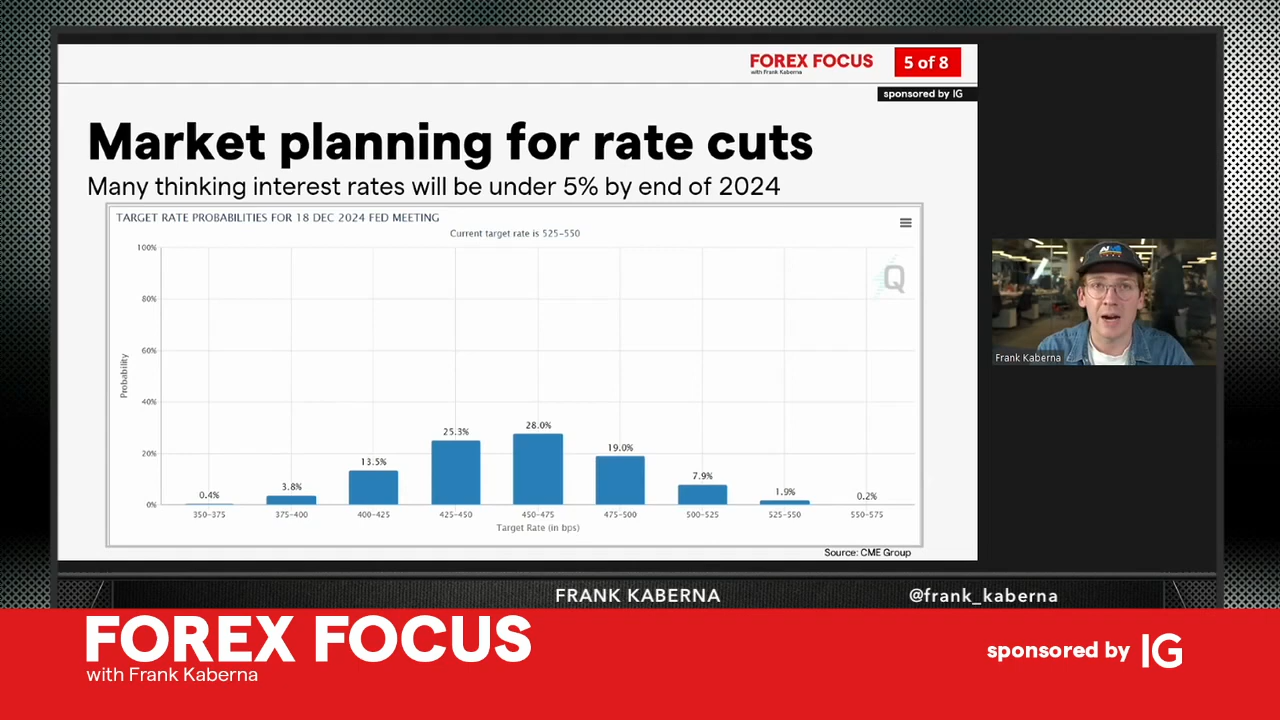 FOREX FOCUS
with Frank Kaberna
5 of 8
sponsored by IG
Market planning for rate cuts
Many thinking interest rates will be under 5% by end of 2024
TARGET RATE PROBABILITIES FOR 18 DEC 2024 FED MEETING
Current target rate is 525-550
Q
Probability
100%
80%
60%
40%
20%
0%
0.4%
3.8%
13.5%
25.3%
28.0%
19.0%
7.9%
1.9%
0.2%
350-375
375-400
400-425
425-450
450-475
475-500
500-525
525-550
550-575
Target Rate (in bps)
Source: CME Group
Frank Kaberna
FRANK KABERNA
@frank_kaberna
FOREX FOCUS
with Frank Kaberna
sponsored by IG